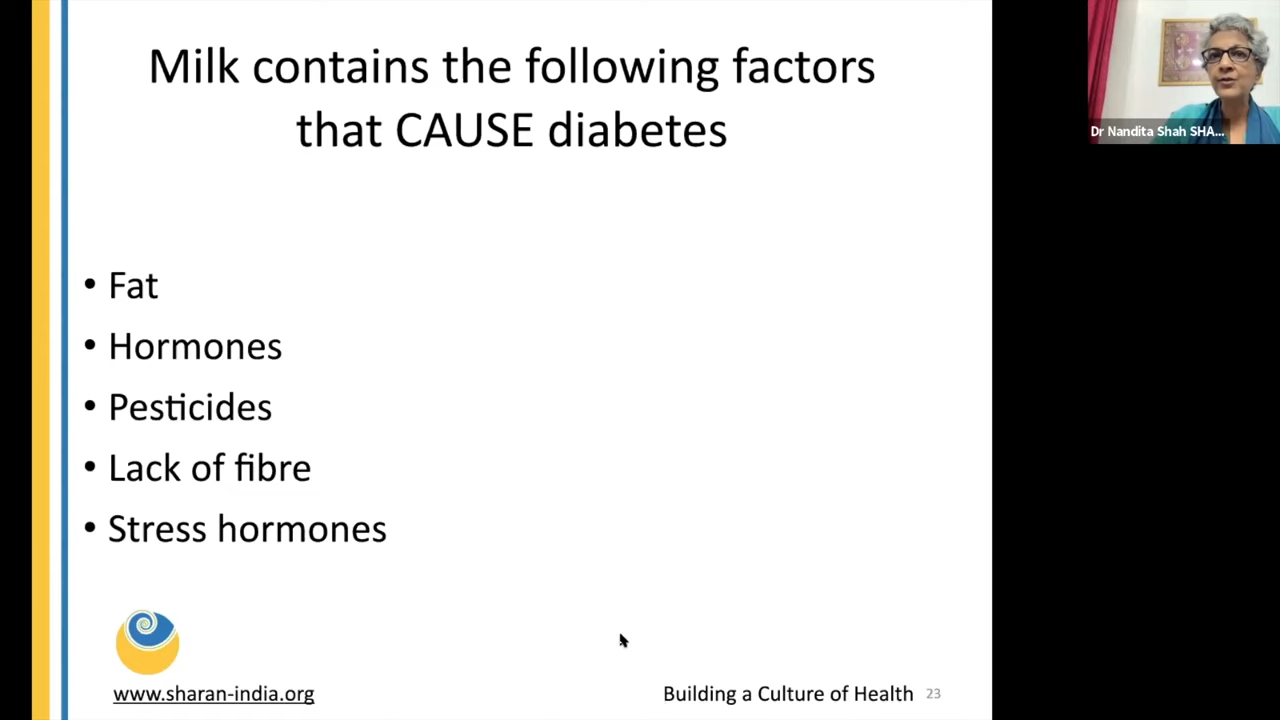 Milk contains the following factors
that CAUSE diabetes
• Fat
• Hormones
• Pesticides
• Lack of fibre
• Stress hormones
www.sharan-india.org
Building a Culture of Health
23
Dr Nandita Shah SHA...